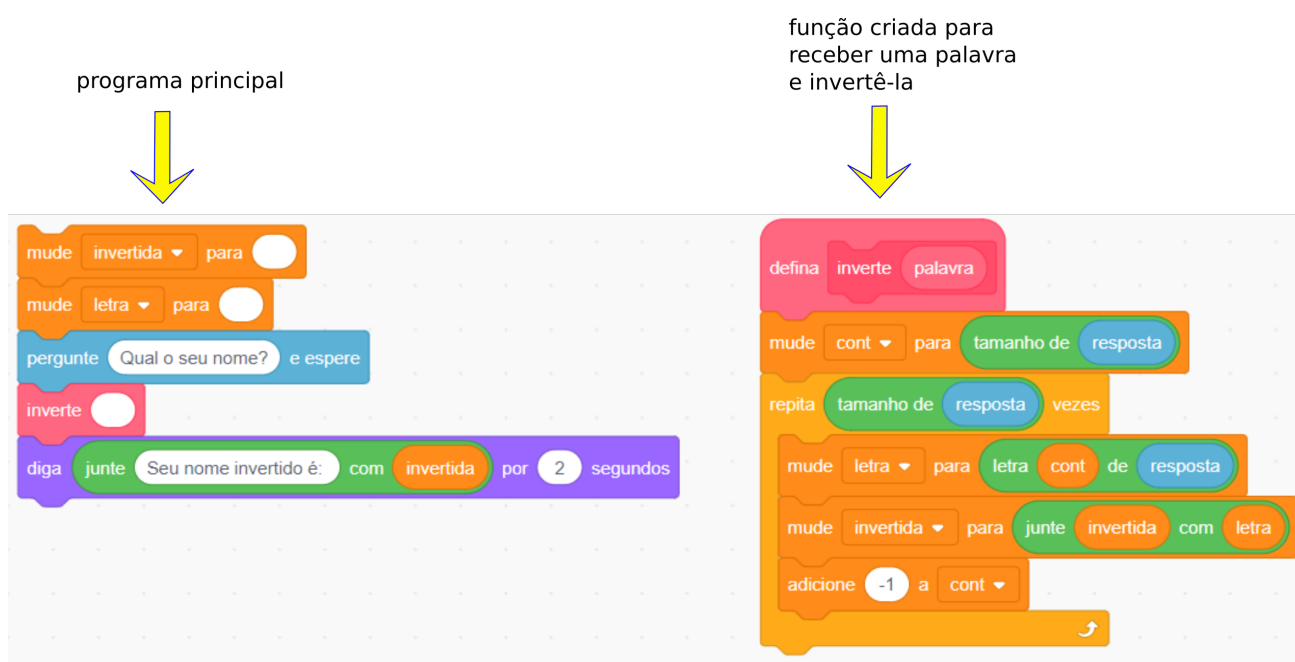 programa principal
função criada para
receber uma palavra
e invertê-la
mude invertida para
mude letra para
pergunte Qual o seu nome? e espere
inverte
diga junte Seu nome invertido é: com invertida por 2 segundos
defina inverte palavra
mude cont para tamanho de resposta
repita tamanho de resposta vezes
mude letra para letra cont de resposta
mude invertida para junte invertida com letra
adicione -1 a cont